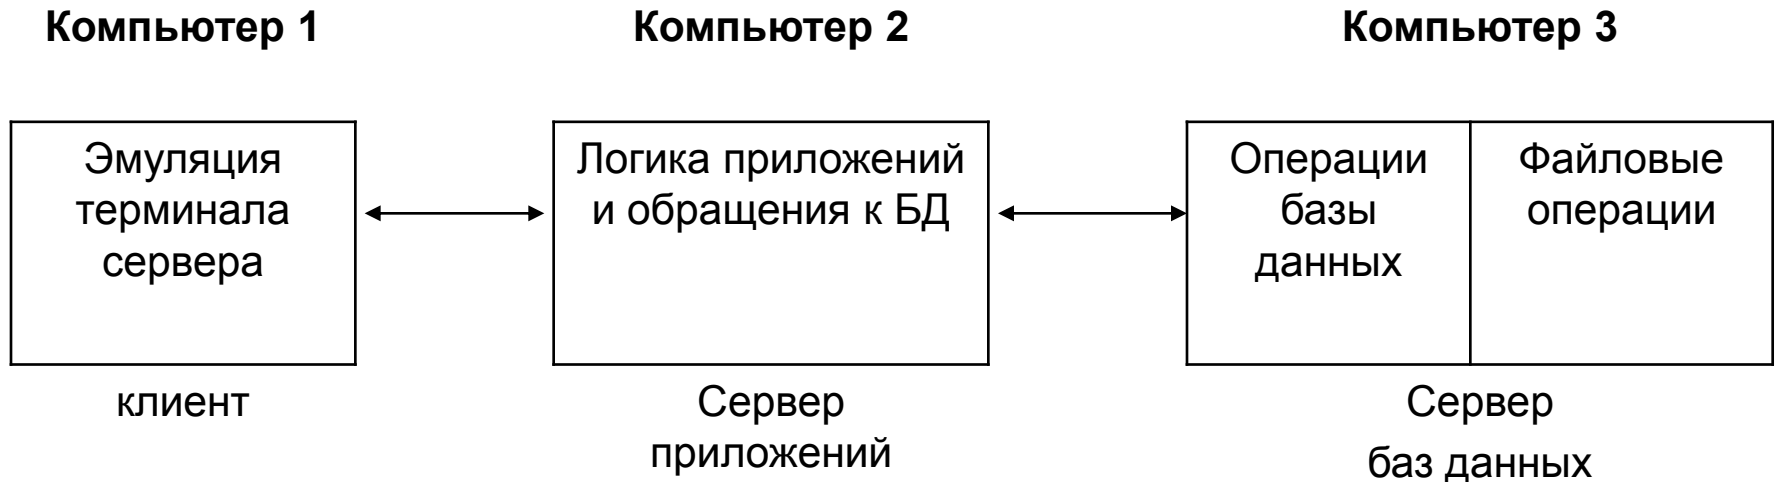 Компьютер 1
Компьютер 2
Компьютер 3
Эмуляция
терминала
сервера
Логика приложений
и обращения к БД
Операции
базы
данных
Файловые
операции
клиент
Сервер
приложений
Сервер
баз данных